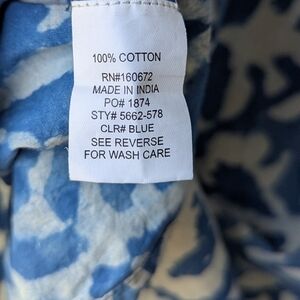 100% COTTON
RN#160672
MADE IN INDIA
PO# 1874
STY# 5662-578
CLR# BLUE
SEE REVERSE
FOR WASH CARE